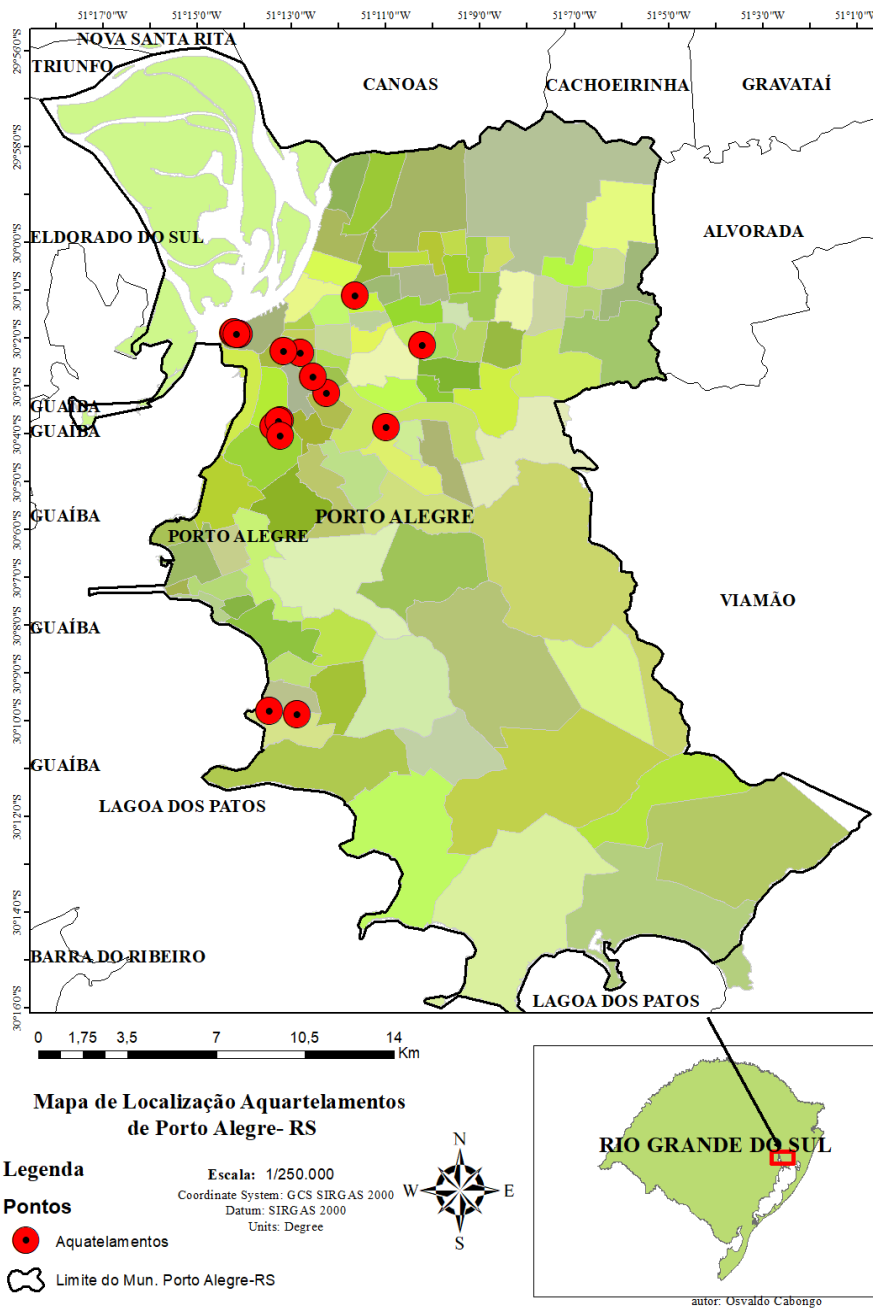 51°17'0"W 51°15'0"W 51°13'0"W 51°11'0"W 51°9'0"W 51°7'0"W 51°5'0"W 51°3'0"W 51°1'0"W
29°56'0"S
29°58'0"S
30°0'0"S
30°1'0"S
30°2'0"S
30°3'0"S
30°4'0"S
30°5'0"S
30°6'0"S
30°7'0"S
30°8'0"S
30°10'0"S
30°12'0"S
30°14'0"S
30°16'0"S
NOVA SANTA RITA
TRIUNFO
CANOAS
CACHOEIRINHA
GRAVATAÍ
ELDORADO DO SUL
ALVORADA
GUAÍBA
GUAÍBA
GUAÍBA
PORTO ALEGRE
PORTO ALEGRE
VIAMÃO
GUAÍBA
GUAÍBA
LAGOA DOS PATOS
BARRA DO RIBEIRO
LAGOA DOS PATOS
0 1,75 3,5 7 10,5 14
Km
Mapa de Localização Aquartelamentos
de Porto Alegre- RS
Legenda
Pontos
Aquatelamentos
Limite do Mun. Porto Alegre-RS
Escala: 1/250.000
Coordinate System: GCS SIRGAS 2000
Datum: SIRGAS 2000
Units: Degree
N
W
E
S
RIO GRANDE DO SUL
autor: Osvaldo Cabongo